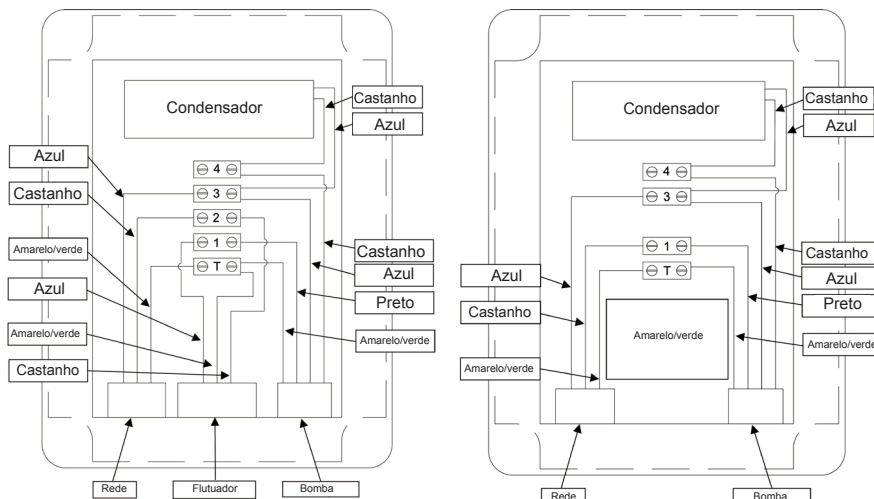 Condensador
Castanho
Azul
4
3
2
1
T
Azul
Castanho
Amarelo/verde
Azul
Amarelo/verde
Castanho
Castanho
Azul
Preto
Amarelo/verde
Rede
Flutuador
Bomba
Condensador
Castanho
Azul
4
3
1
T
Azul
Castanho
Amarelo/verde
Amarelo/verde
Castanho
Azul
Preto
Amarelo/verde
Rede
Bomba